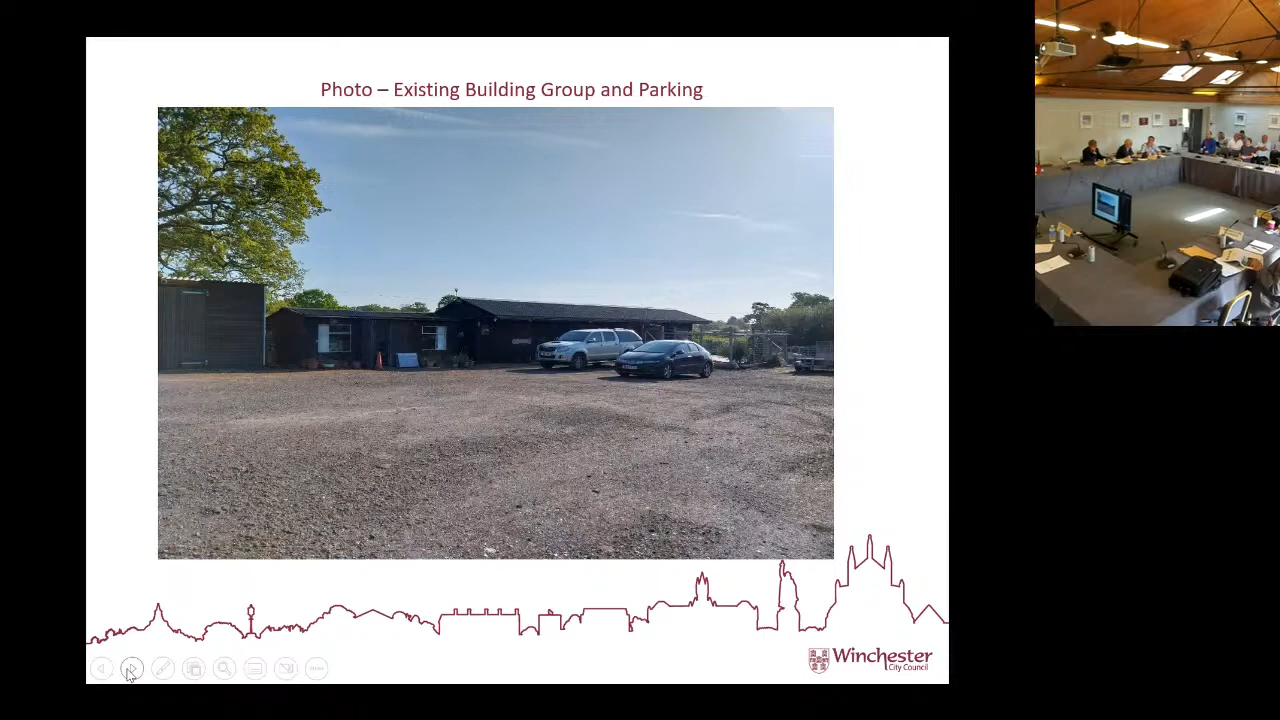 Photo – Existing Building Group and Parking
Winchester
City Council